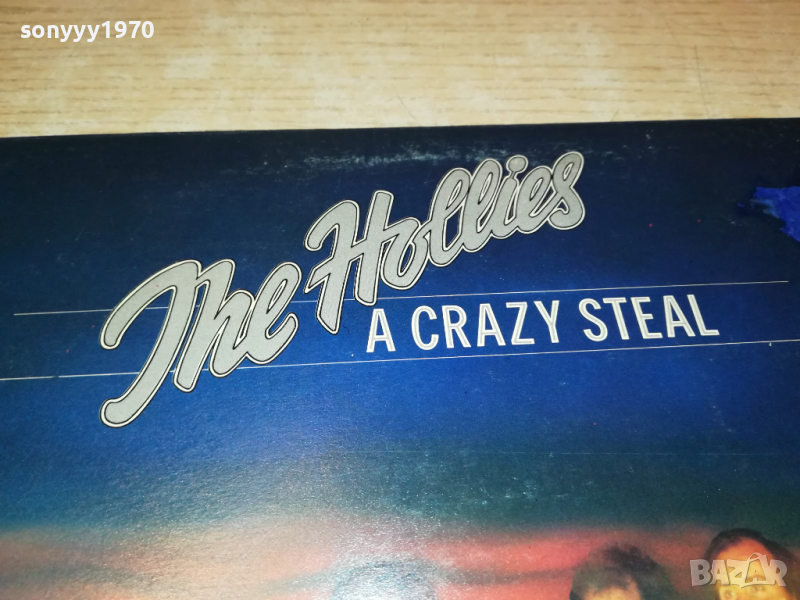 sonyyy1970
The Hollies
A CRAZY STEAL
BAZAR